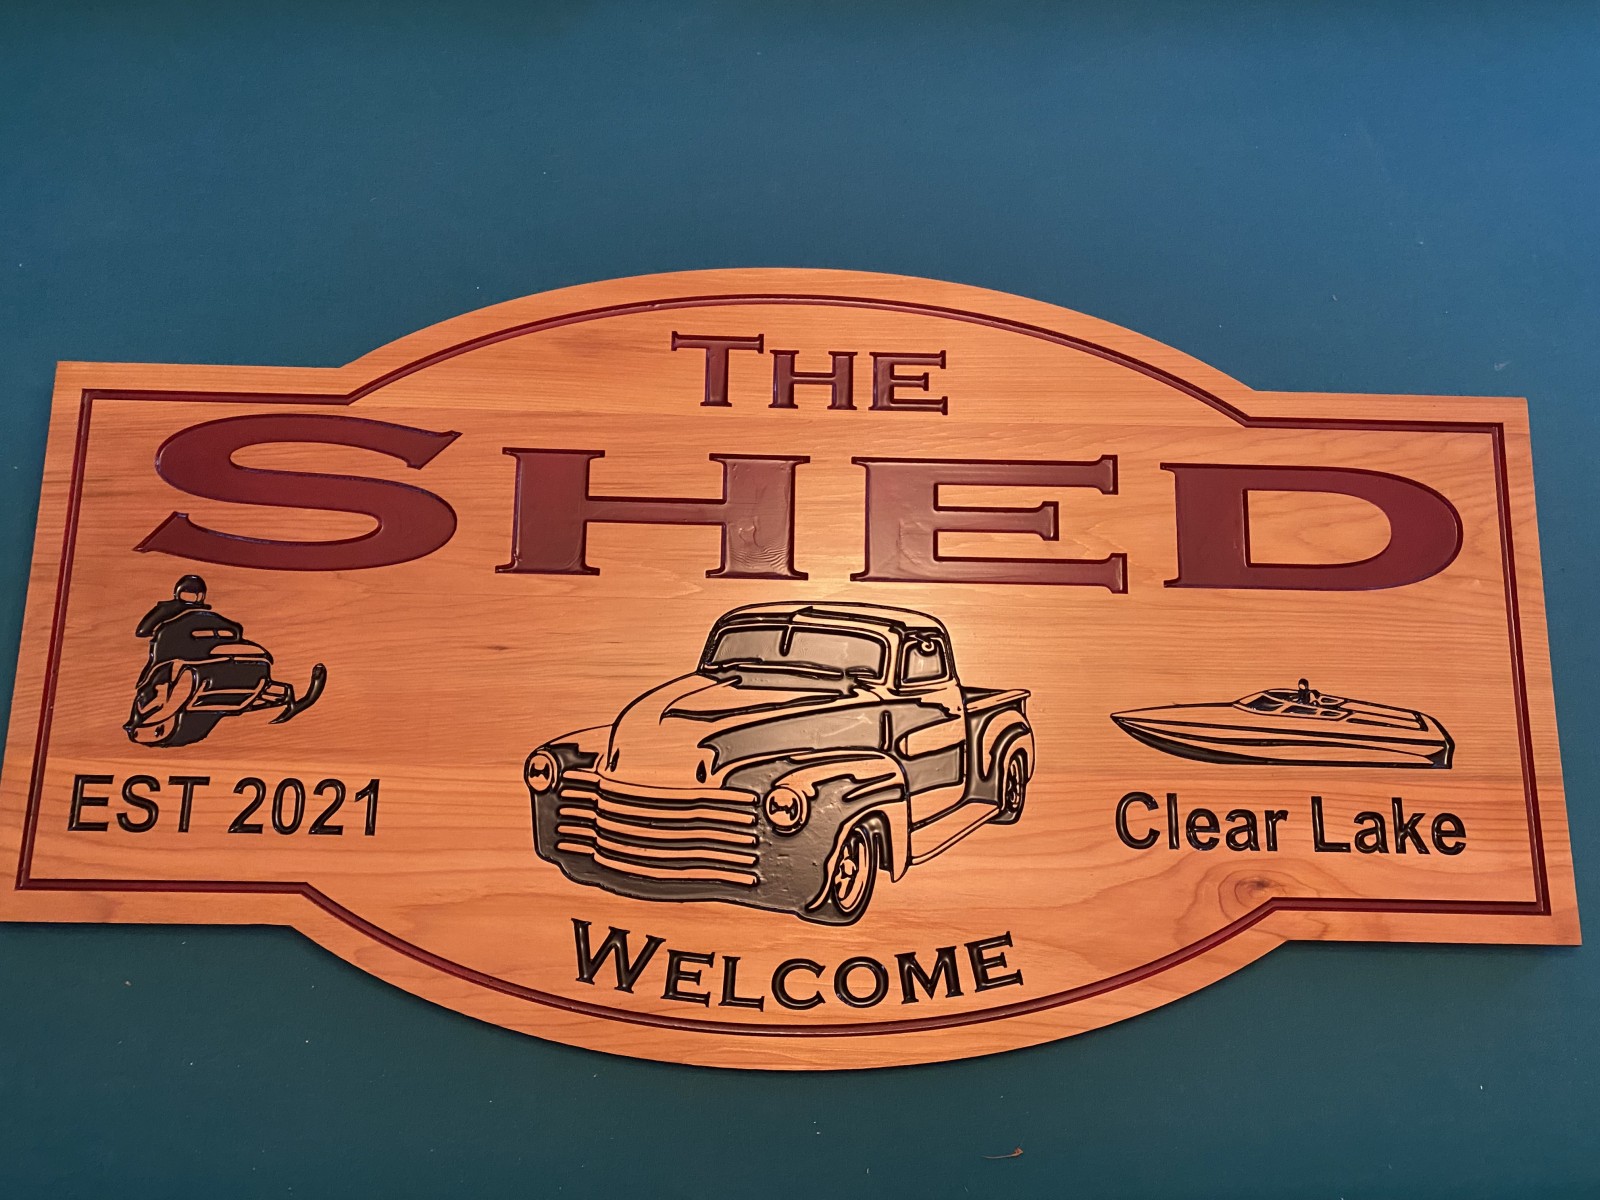 THE
SHED
EST 2021
Clear Lake
WELCOME